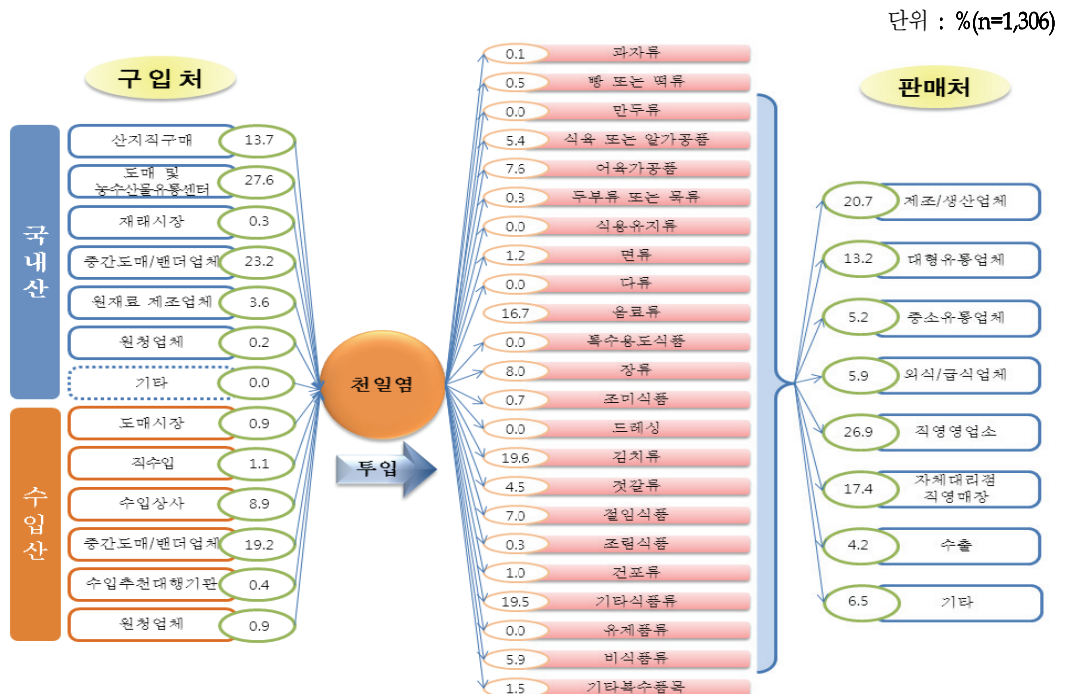 단위 : %(n=1,306)
구입처
판매처
국내산
산지직구매 13.7
도매 및
농수산물유통센터 27.6
재래시장 0.3
중간도매/밴더업체 23.2
원재료 제조업체 3.6
원청업체 0.2
기타 0.0
수입산
도매시장 0.9
직수입 1.1
수입상사 8.9
중간도매/밴더업체 19.2
수입추천대행기관 0.4
원청업체 0.9
천일염
투입
0.1 과자류
0.5 빵 또는 떡류
0.0 만두류
5.4 식육 또는 알가공품
7.6 어육가공품
0.3 두부류 또는 묵류
0.0 식용유지류
1.2 면류
0.0 다류
16.7 음료류
0.0 특수용도식품
8.0 장류
0.7 조미식품
0.0 드레싱
19.6 김치류
4.5 젓갈류
7.0 절임식품
0.3 조림식품
1.0 건포류
19.5 기타식품류
0.0 유제품류
5.9 비식품류
1.5 기타복수품목
20.7 제조/생산업체
13.2 대형유통업체
5.2 중소유통업체
5.9 외식/급식업체
26.9 직영영업소
17.4 자체대리점
직영매장
4.2 수출
6.5 기타